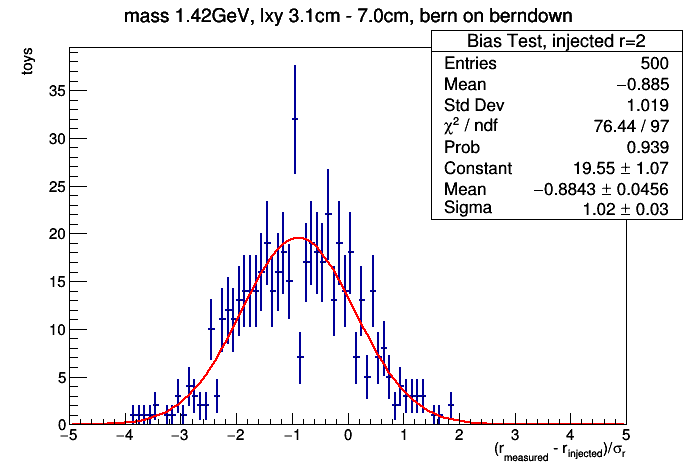 mass 1.42GeV, lxy 3.1cm - 7.0cm, bern on berndown
Bias Test, injected r=2
Entries 500
Mean −0.885
Std Dev 1.019
χ² / ndf 76.44 / 97
Prob 0.939
Constant 19.55 ± 1.07
Mean −0.8843 ± 0.0456
Sigma 1.02 ± 0.03
toys
35
30
25
20
15
10
5
0
−5 −4 −3 −2 −1 0 1 2 3 4 5
(r_measured - r_injected)/σ_r